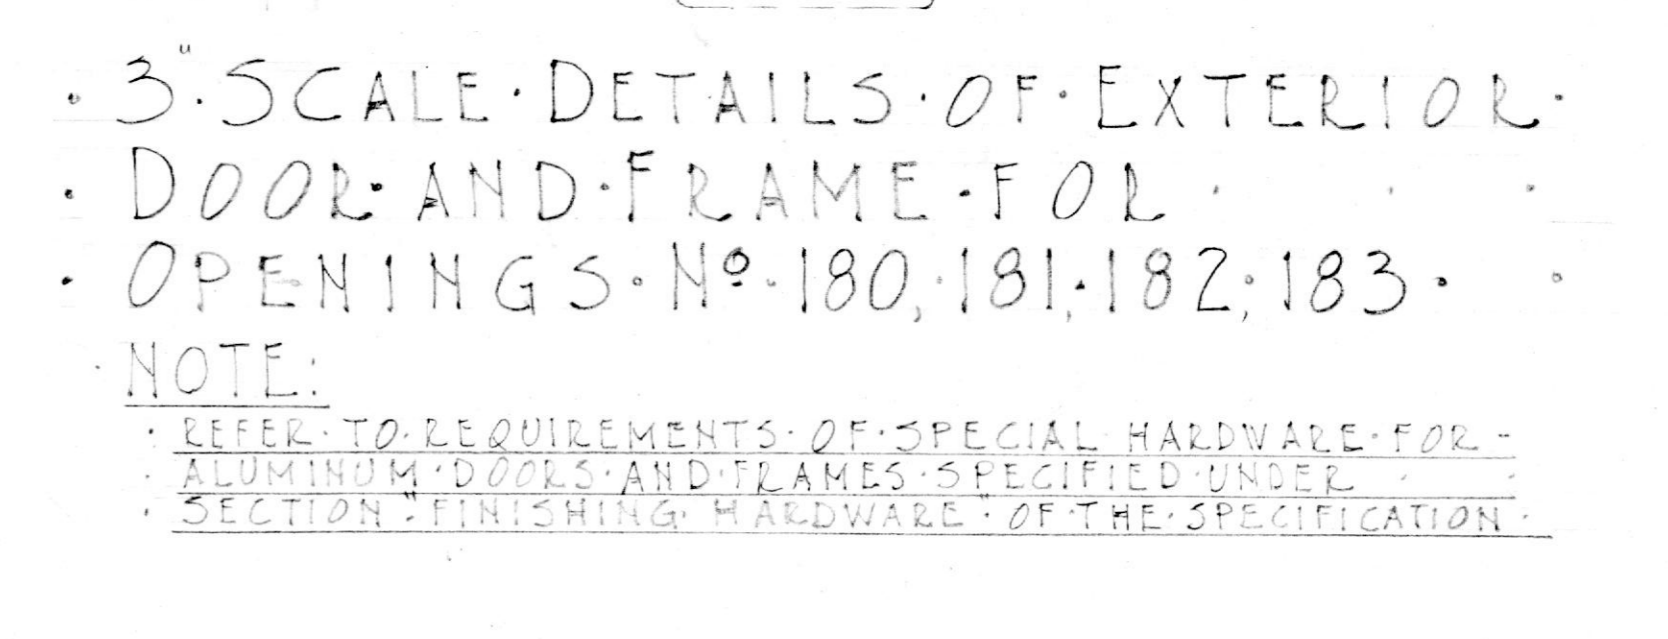 · 3" · SCALE · DETAILS · OF · EXTERIOR ·
· DOOR · AND · FRAME · FOR · · ·
· OPENINGS · Nº · 180, · 181, · 182, · 183 · ·
· NOTE:
· REFER · TO · REQUIREMENTS · OF · SPECIAL HARDWARE · FOR -
· ALUMINUM · DOORS · AND · FRAMES · SPECIFIED · UNDER · ·
· SECTION · "FINISHING · HARDWARE" · OF · THE · SPECIFICATION ·